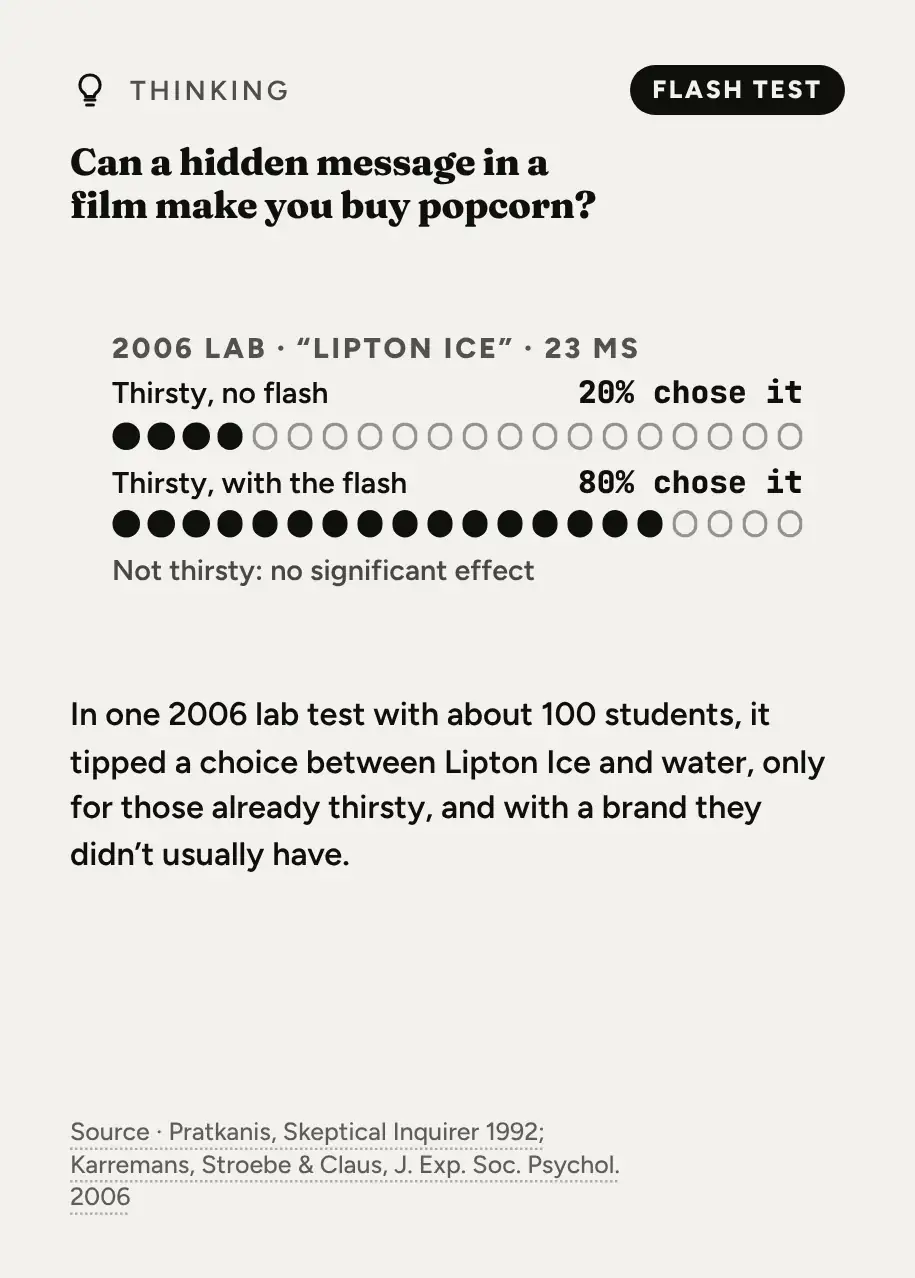 THINKING
FLASH TEST
Can a hidden message in a
film make you buy popcorn?
2006 LAB · “LIPTON ICE” · 23 MS
Thirsty, no flash 20% chose it
Thirsty, with the flash 80% chose it
Not thirsty: no significant effect
In one 2006 lab test with about 100 students, it
tipped a choice between Lipton Ice and water, only
for those already thirsty, and with a brand they
didn’t usually have.
Source · Pratkanis, Skeptical Inquirer 1992;
Karremans, Stroebe & Claus, J. Exp. Soc. Psychol.
2006